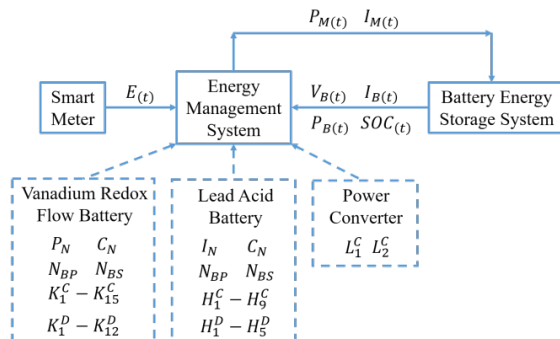 P_M(t) I_M(t)
Smart
Meter
E_(t)
Energy
Management
System
V_B(t) I_B(t)
P_B(t) SOC_(t)
Battery Energy
Storage System
Vanadium Redox
Flow Battery
P_N C_N
N_BP N_BS
K_1^C − K_15^C
K_1^D − K_12^D
Lead Acid
Battery
I_N C_N
N_BP N_BS
H_1^C − H_9^C
H_1^D − H_5^D
Power
Converter
L_1^C L_2^C